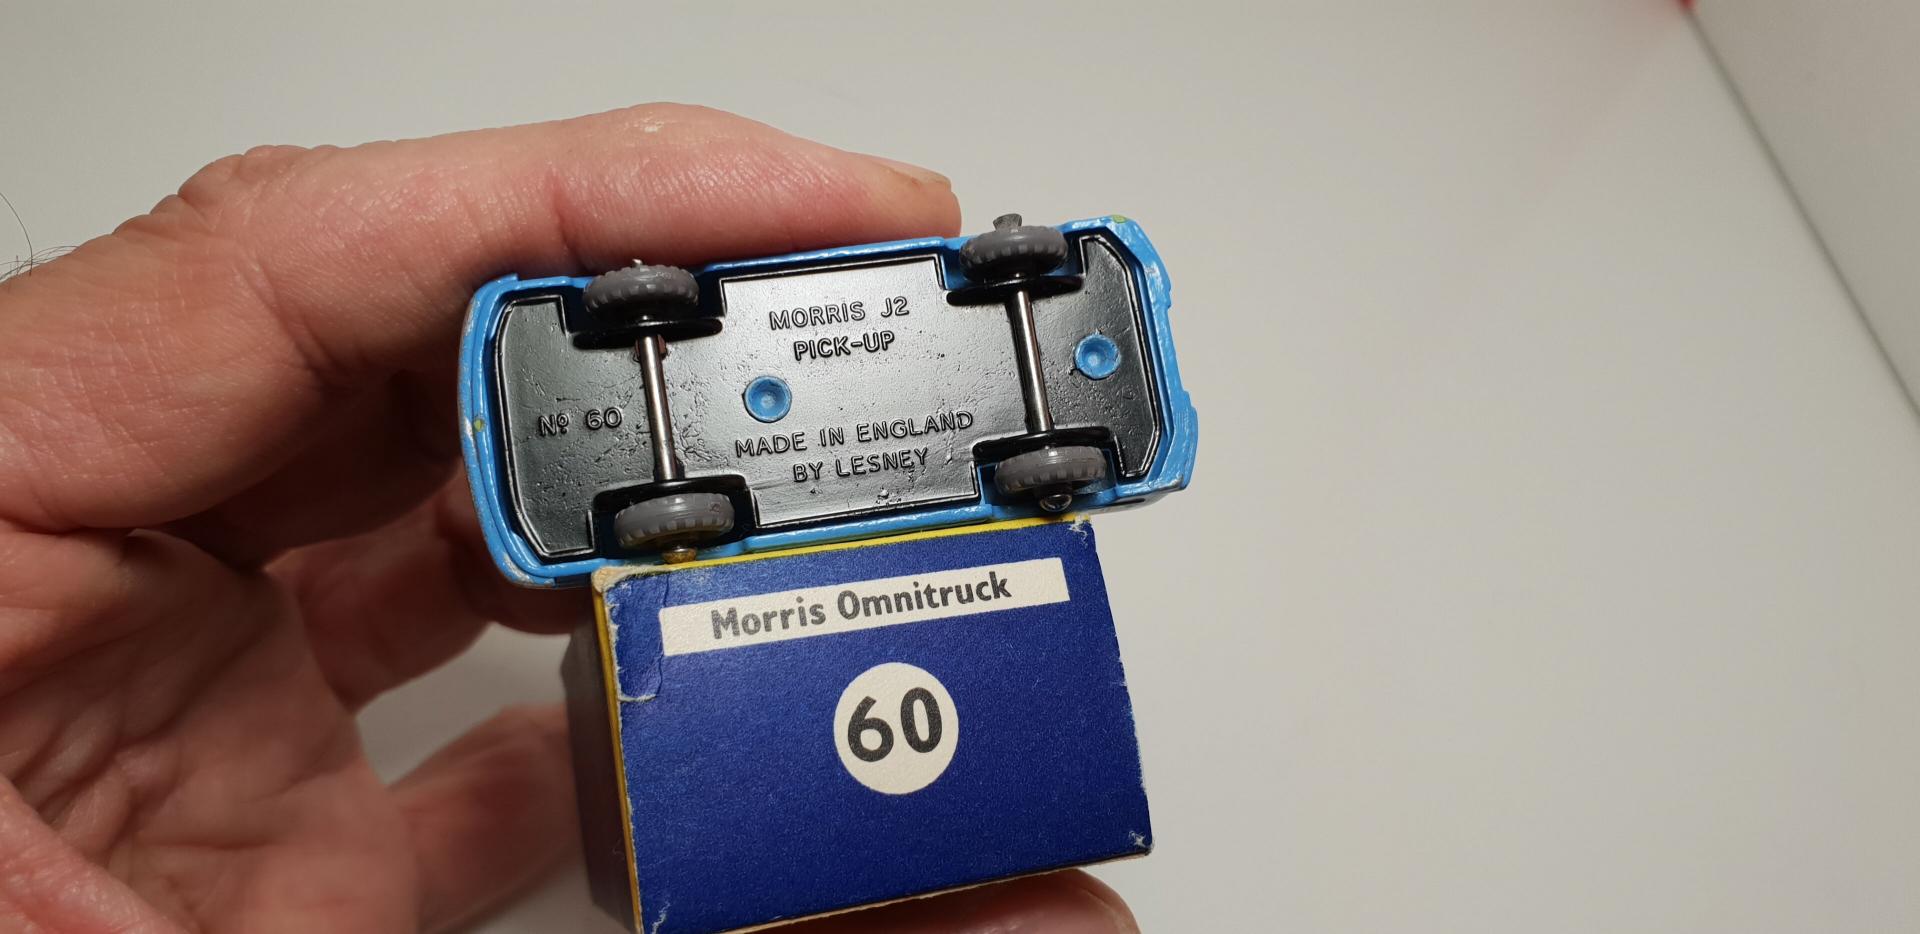 MORRIS J2
PICK-UP
Nº 60
MADE IN ENGLAND
BY LESNEY
Morris Omnitruck
60